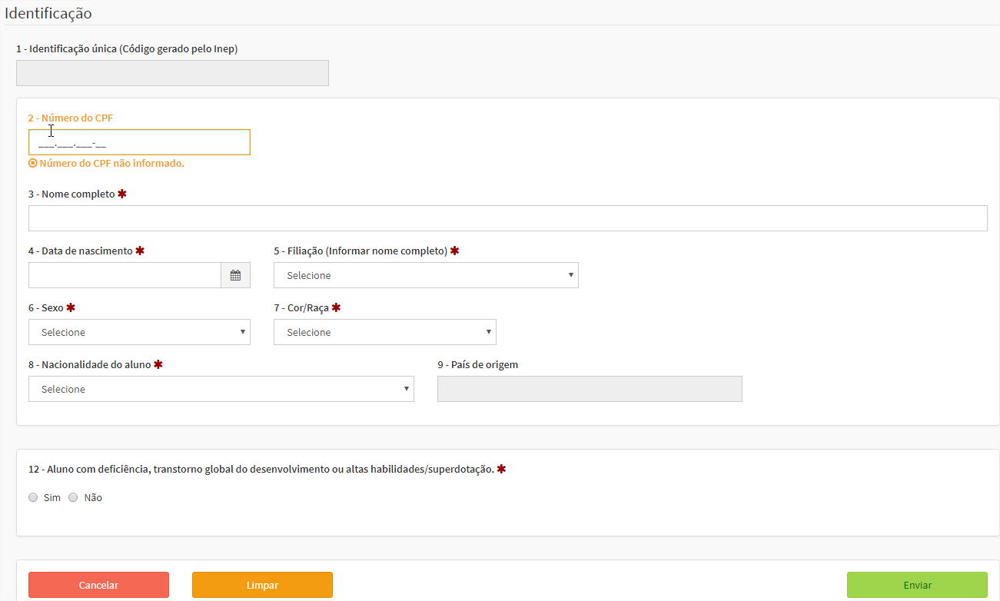 Identificação
1 - Identificação única (Código gerado pelo Inep)
2 - Número do CPF
___.___.___-__
Número do CPF não informado.
3 - Nome completo ✱
4 - Data de nascimento ✱ 5 - Filiação (Informar nome completo) ✱
Selecione
6 - Sexo ✱ 7 - Cor/Raça ✱
Selecione Selecione
8 - Nacionalidade do aluno ✱ 9 - País de origem
Selecione
12 - Aluno com deficiência, transtorno global do desenvolvimento ou altas habilidades/superdotação. ✱
Sim Não
Cancelar Limpar Enviar